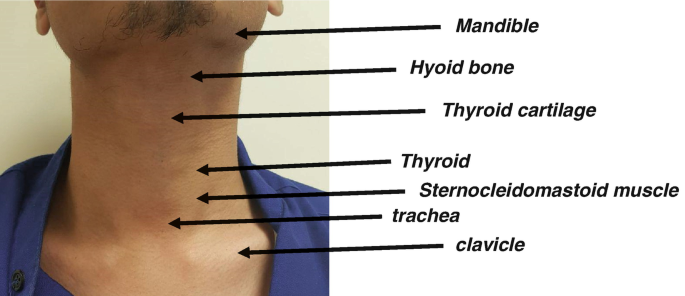 Mandible
Hyoid bone
Thyroid cartilage
Thyroid
Sternocleidomastoid muscle
trachea
clavicle